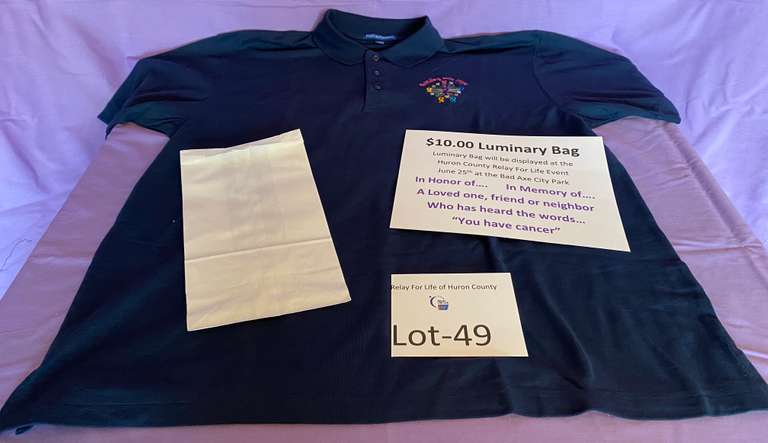 $10.00 Luminary Bag
Luminary Bag will be displayed at the
Huron County Relay For Life Event
June 25th at the Bad Axe City Park
In Honor of.... In Memory of....
A Loved one, friend or neighbor
Who has heard the words...
“You have cancer”
Relay For Life of Huron County
Lot-49